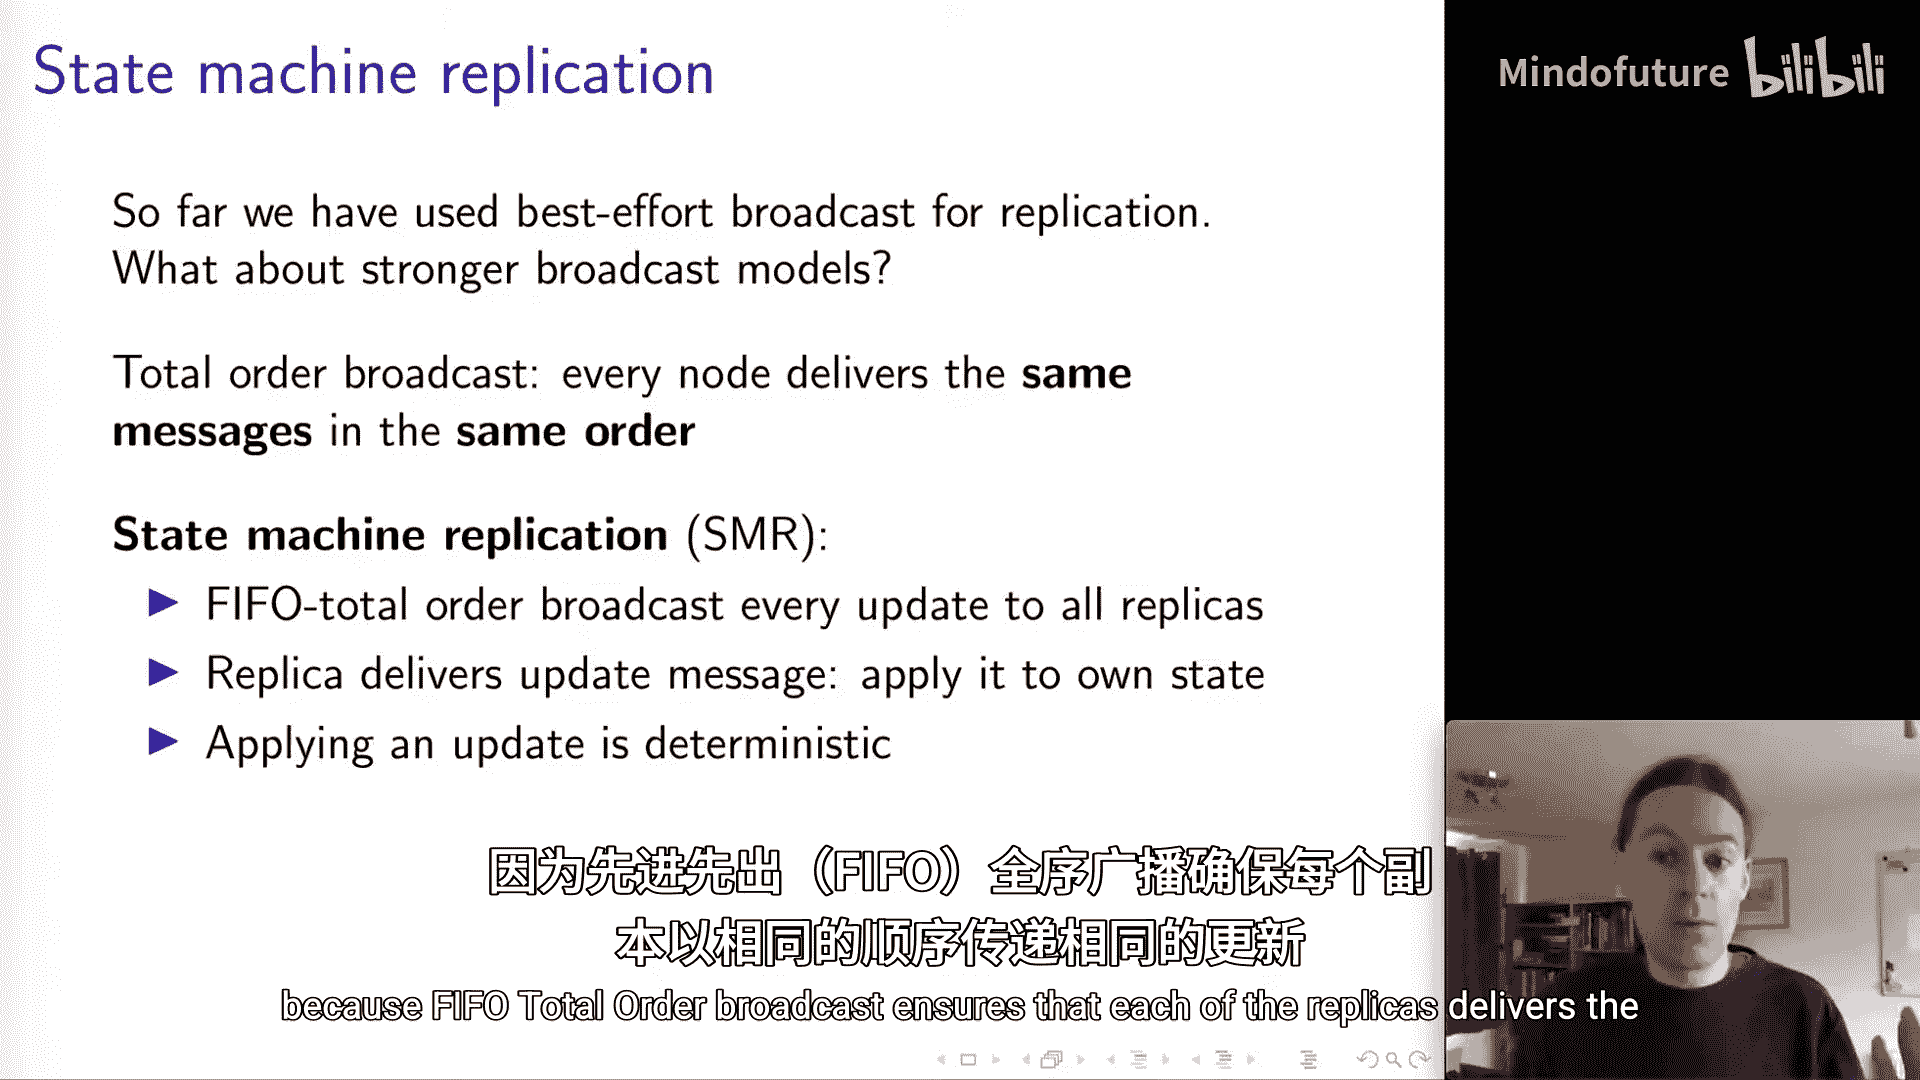 State machine replication
Mindofuture bilibili
So far we have used best-effort broadcast for replication.
What about stronger broadcast models?
Total order broadcast: every node delivers the same
messages in the same order
State machine replication (SMR):
FIFO-total order broadcast every update to all replicas
Replica delivers update message: apply it to own state
Applying an update is deterministic
因为先进先出（FIFO）全序广播确保每个副
本以相同的顺序传递相同的更新
because FIFO Total Order broadcast ensures that each of the replicas delivers the